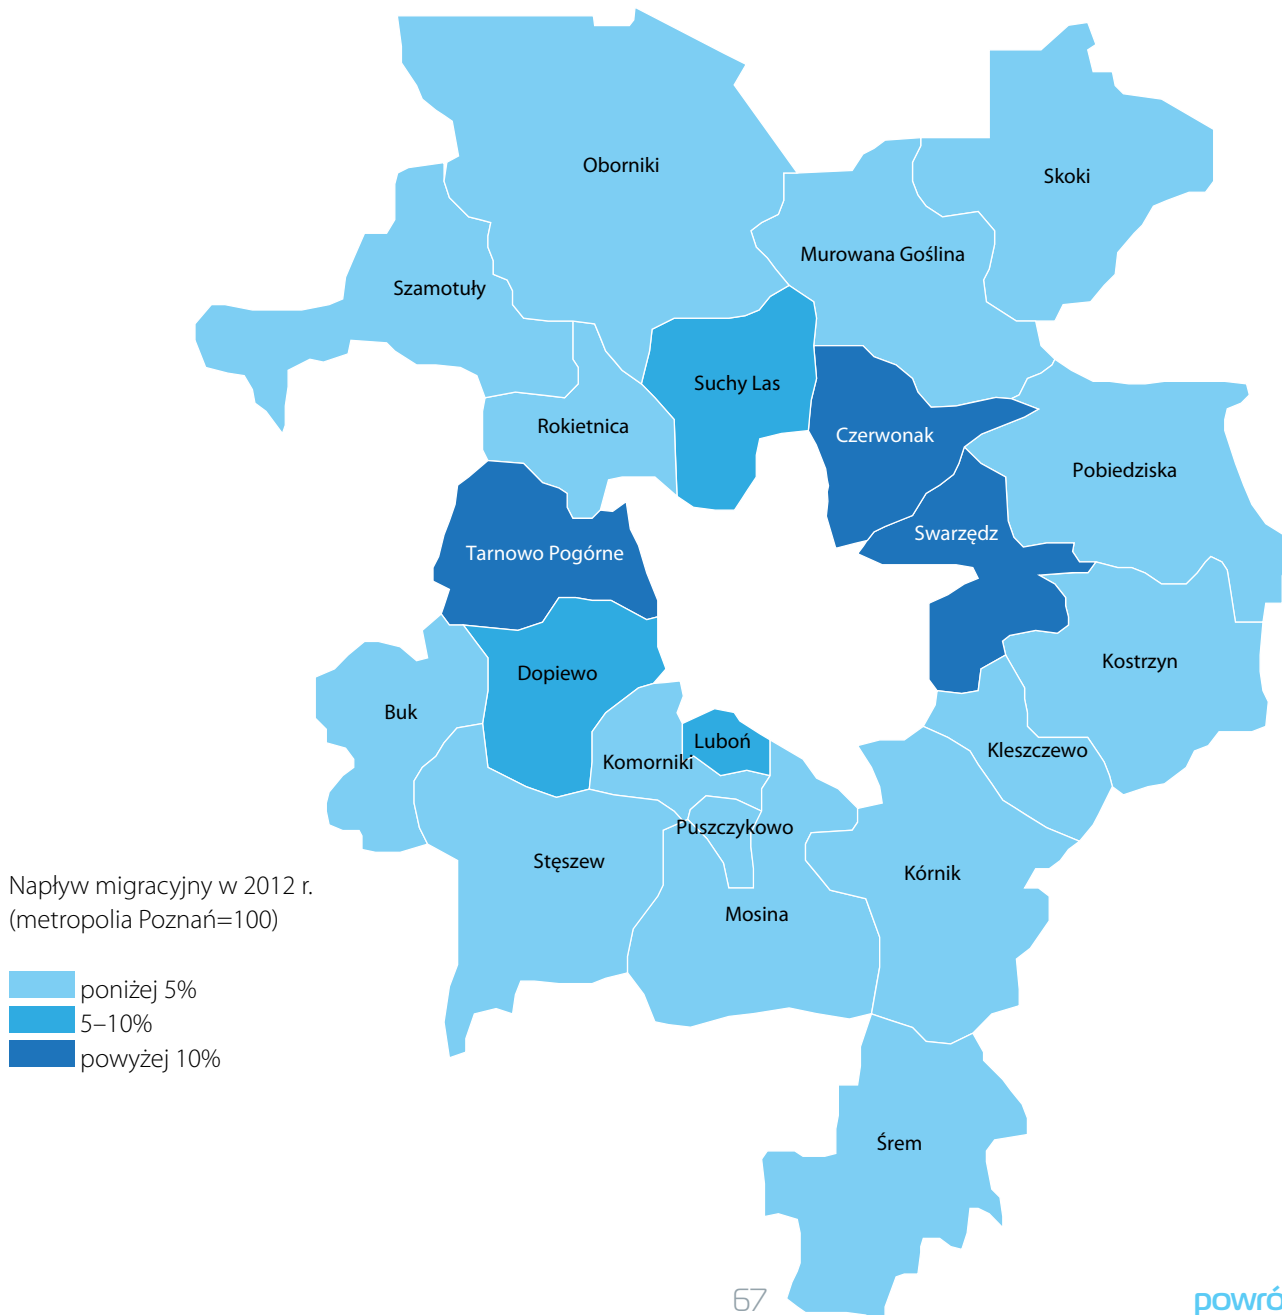 Oborniki
Skoki
Murowana Goślina
Szamotuły
Suchy Las
Rokietnica
Czerwonak
Pobiedziska
Swarzędz
Tarnowo Pogórne
Kostrzyn
Dopiewo
Buk
Luboń
Kleszczewo
Komorniki
Puszczykowo
Stęszew
Kórnik
Mosina
Napływ migracyjny w 2012 r.
(metropolia Poznań=100)
poniżej 5%
5–10%
powyżej 10%
Śrem
67
powró